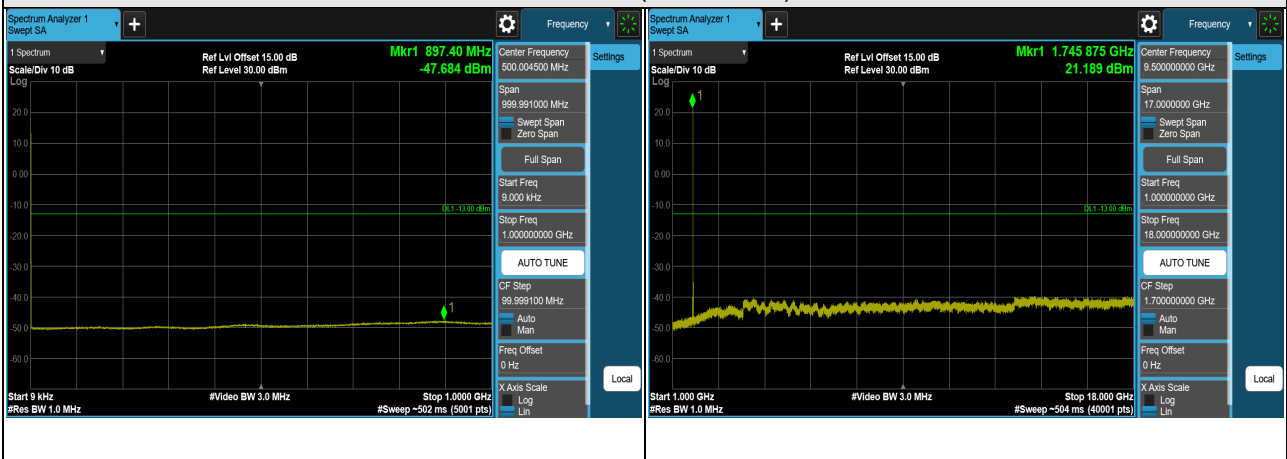 Spectrum Analyzer 1
Swept SA
+
Frequency
1 Spectrum
Scale/Div 10 dB
Log
Ref Lvl Offset 15.00 dB
Ref Level 30.00 dBm
Mkr1 897.40 MHz
-47.684 dBm
20.0
10.0
0.00
-10.0
-20.0
-30.0
-40.0
-50.0
-60.0
DL1 -13.00 dBm
1
Start 9 kHz
#Res BW 1.0 MHz
#Video BW 3.0 MHz
Stop 1.0000 GHz
#Sweep ~502 ms (5001 pts)
Center Frequency
500.004500 MHz
Settings
Span
999.991000 MHz
Swept Span
Zero Span
Full Span
Start Freq
9.000 kHz
Stop Freq
1.000000000 GHz
AUTO TUNE
CF Step
99.999100 MHz
Auto
Man
Freq Offset
0 Hz
X Axis Scale
Log
Lin
Local
Spectrum Analyzer 1
Swept SA
+
Frequency
1 Spectrum
Scale/Div 10 dB
Log
Ref Lvl Offset 15.00 dB
Ref Level 30.00 dBm
Mkr1 1.745 875 GHz
21.189 dBm
1
20.0
10.0
0.00
-10.0
-20.0
-30.0
-40.0
-50.0
-60.0
DL1 -13.00 dBm
Start 1.000 GHz
#Res BW 1.0 MHz
#Video BW 3.0 MHz
Stop 18.000 GHz
#Sweep ~504 ms (40001 pts)
Center Frequency
9.500000000 GHz
Settings
Span
17.0000000 GHz
Swept Span
Zero Span
Full Span
Start Freq
1.000000000 GHz
Stop Freq
18.000000000 GHz
AUTO TUNE
CF Step
1.700000000 GHz
Auto
Man
Freq Offset
0 Hz
X Axis Scale
Log
Lin
Local